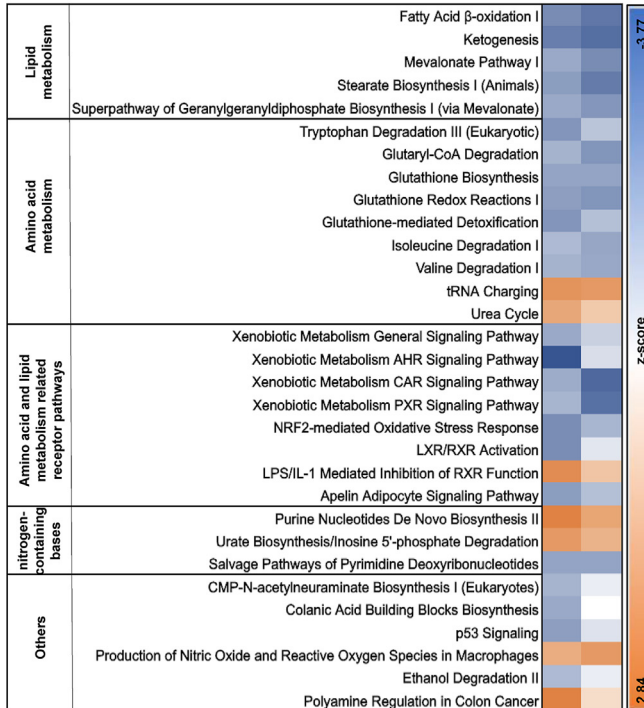 Lipid
metabolism
Fatty Acid β-oxidation I
Ketogenesis
Mevalonate Pathway I
Stearate Biosynthesis I (Animals)
Superpathway of Geranylgeranyldiphosphate Biosynthesis I (via Mevalonate)
Amino acid
metabolism
Tryptophan Degradation III (Eukaryotic)
Glutaryl-CoA Degradation
Glutathione Biosynthesis
Glutathione Redox Reactions I
Glutathione-mediated Detoxification
Isoleucine Degradation I
Valine Degradation I
tRNA Charging
Urea Cycle
Amino acid and lipid
metabolism related
receptor pathways
Xenobiotic Metabolism General Signaling Pathway
Xenobiotic Metabolism AHR Signaling Pathway
Xenobiotic Metabolism CAR Signaling Pathway
Xenobiotic Metabolism PXR Signaling Pathway
NRF2-mediated Oxidative Stress Response
LXR/RXR Activation
LPS/IL-1 Mediated Inhibition of RXR Function
Apelin Adipocyte Signaling Pathway
nitrogen-
containing
bases
Purine Nucleotides De Novo Biosynthesis II
Urate Biosynthesis/Inosine 5'-phosphate Degradation
Salvage Pathways of Pyrimidine Deoxyribonucleotides
Others
CMP-N-acetylneuraminate Biosynthesis I (Eukaryotes)
Colanic Acid Building Blocks Biosynthesis
p53 Signaling
Production of Nitric Oxide and Reactive Oxygen Species in Macrophages
Ethanol Degradation II
Polyamine Regulation in Colon Cancer
-3.77
z-score
2.84